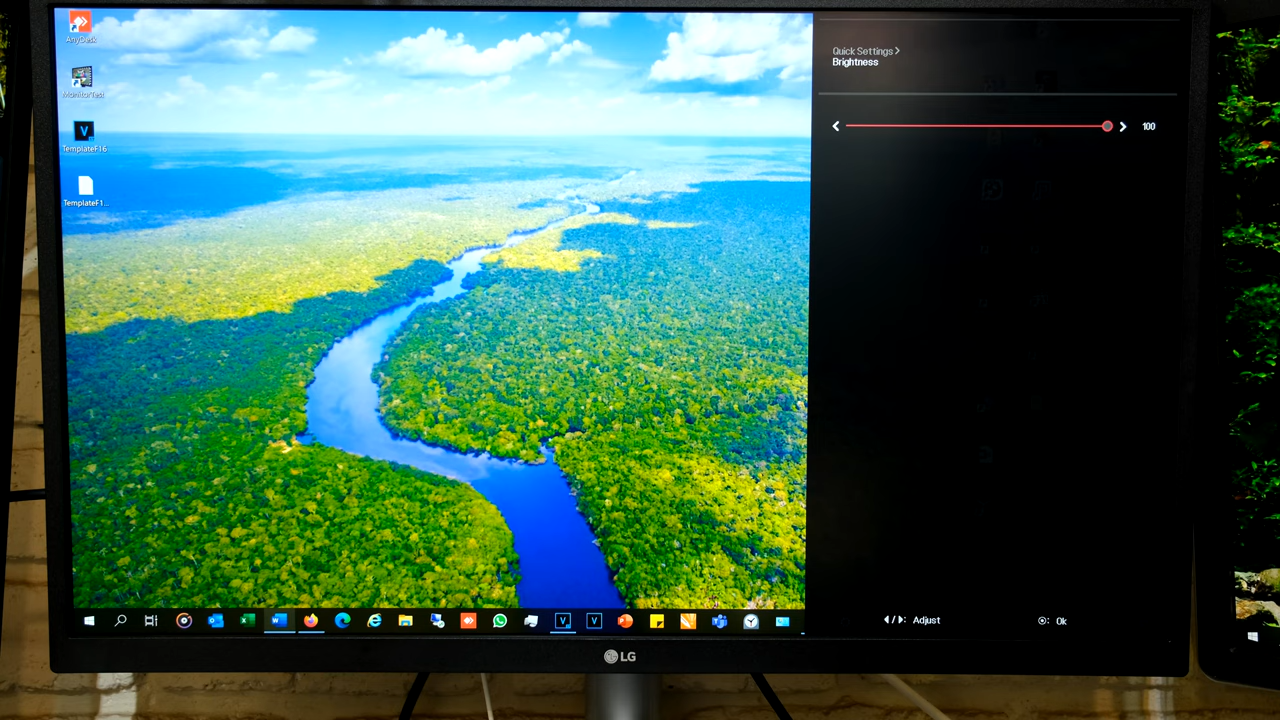 AnyDesk
MonitorTest
TemplateF16
TemplateF1...
Quick Settings >
Brightness
100
Adjust
Ok
LG